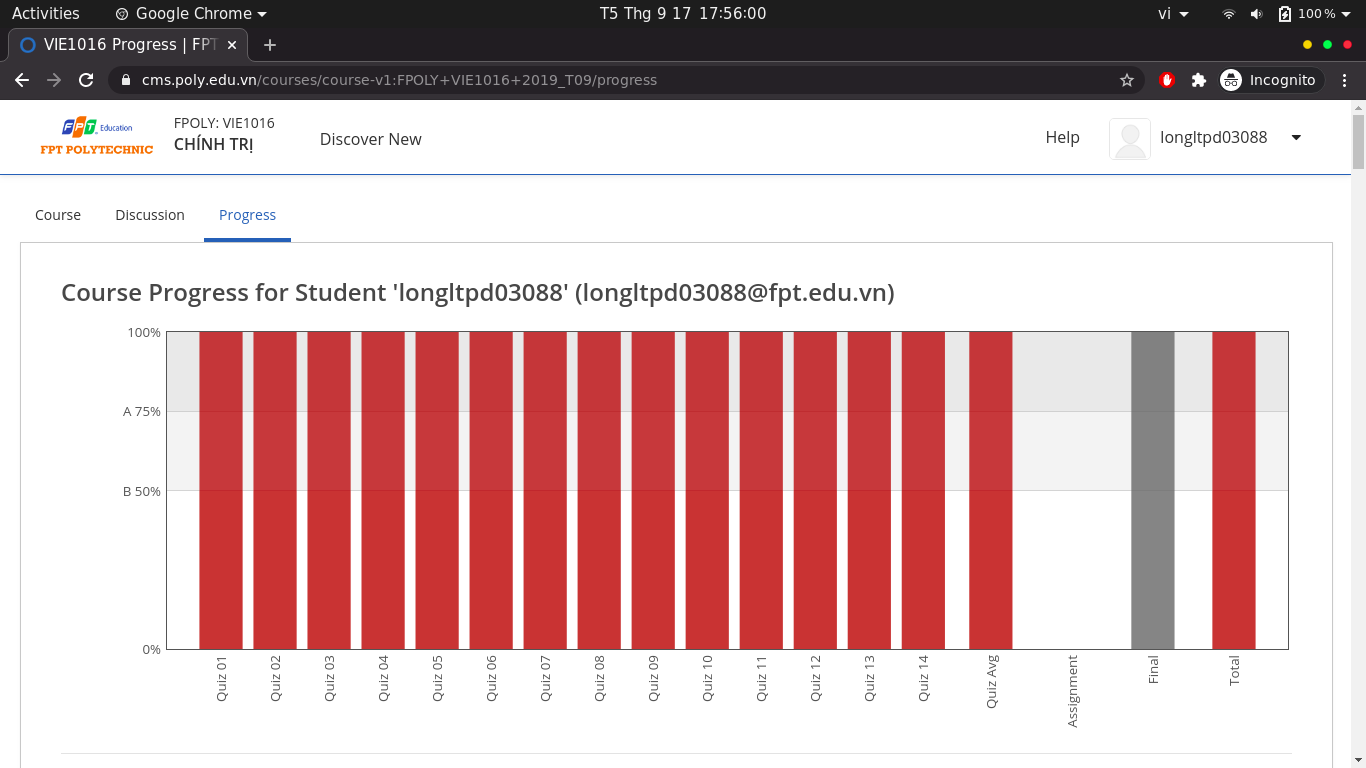 Activities Google Chrome T5 Thg 9 17 17:56:00 vi 100 %
VIE1016 Progress | FPT
cms.poly.edu.vn/courses/course-v1:FPOLY+VIE1016+2019_T09/progress Incognito
FPT Education
FPT POLYTECHNIC
FPOLY: VIE1016
CHÍNH TRỊ
Discover New
Help
longltpd03088
Course Discussion Progress
Course Progress for Student 'longltpd03088' (longltpd03088@fpt.edu.vn)
100%
A 75%
B 50%
0%
Quiz 01
Quiz 02
Quiz 03
Quiz 04
Quiz 05
Quiz 06
Quiz 07
Quiz 08
Quiz 09
Quiz 10
Quiz 11
Quiz 12
Quiz 13
Quiz 14
Quiz Avg
Assignment
Final
Total